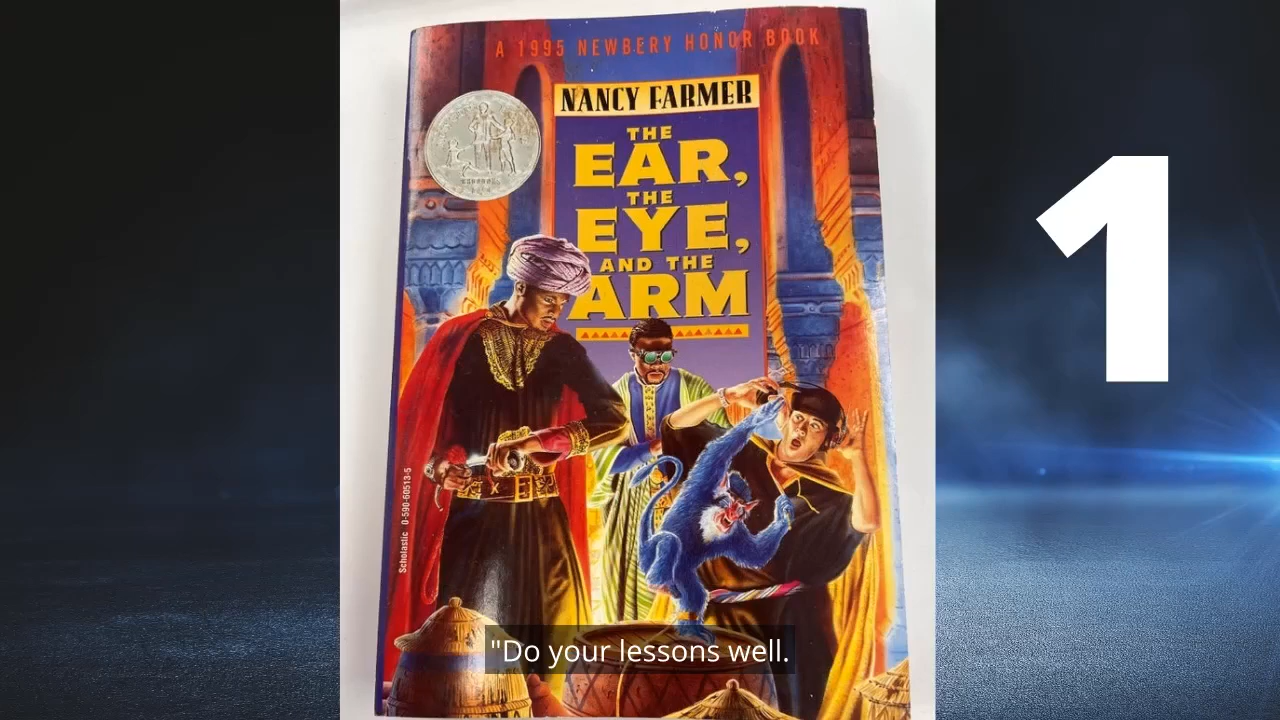 A 1995 NEWBERY HONOR BOOK
NANCY FARMER
THE
EAR,
THE
EYE,
AND THE
ARM
Scholastic 0-590-60513-5
1
"Do your lessons well.